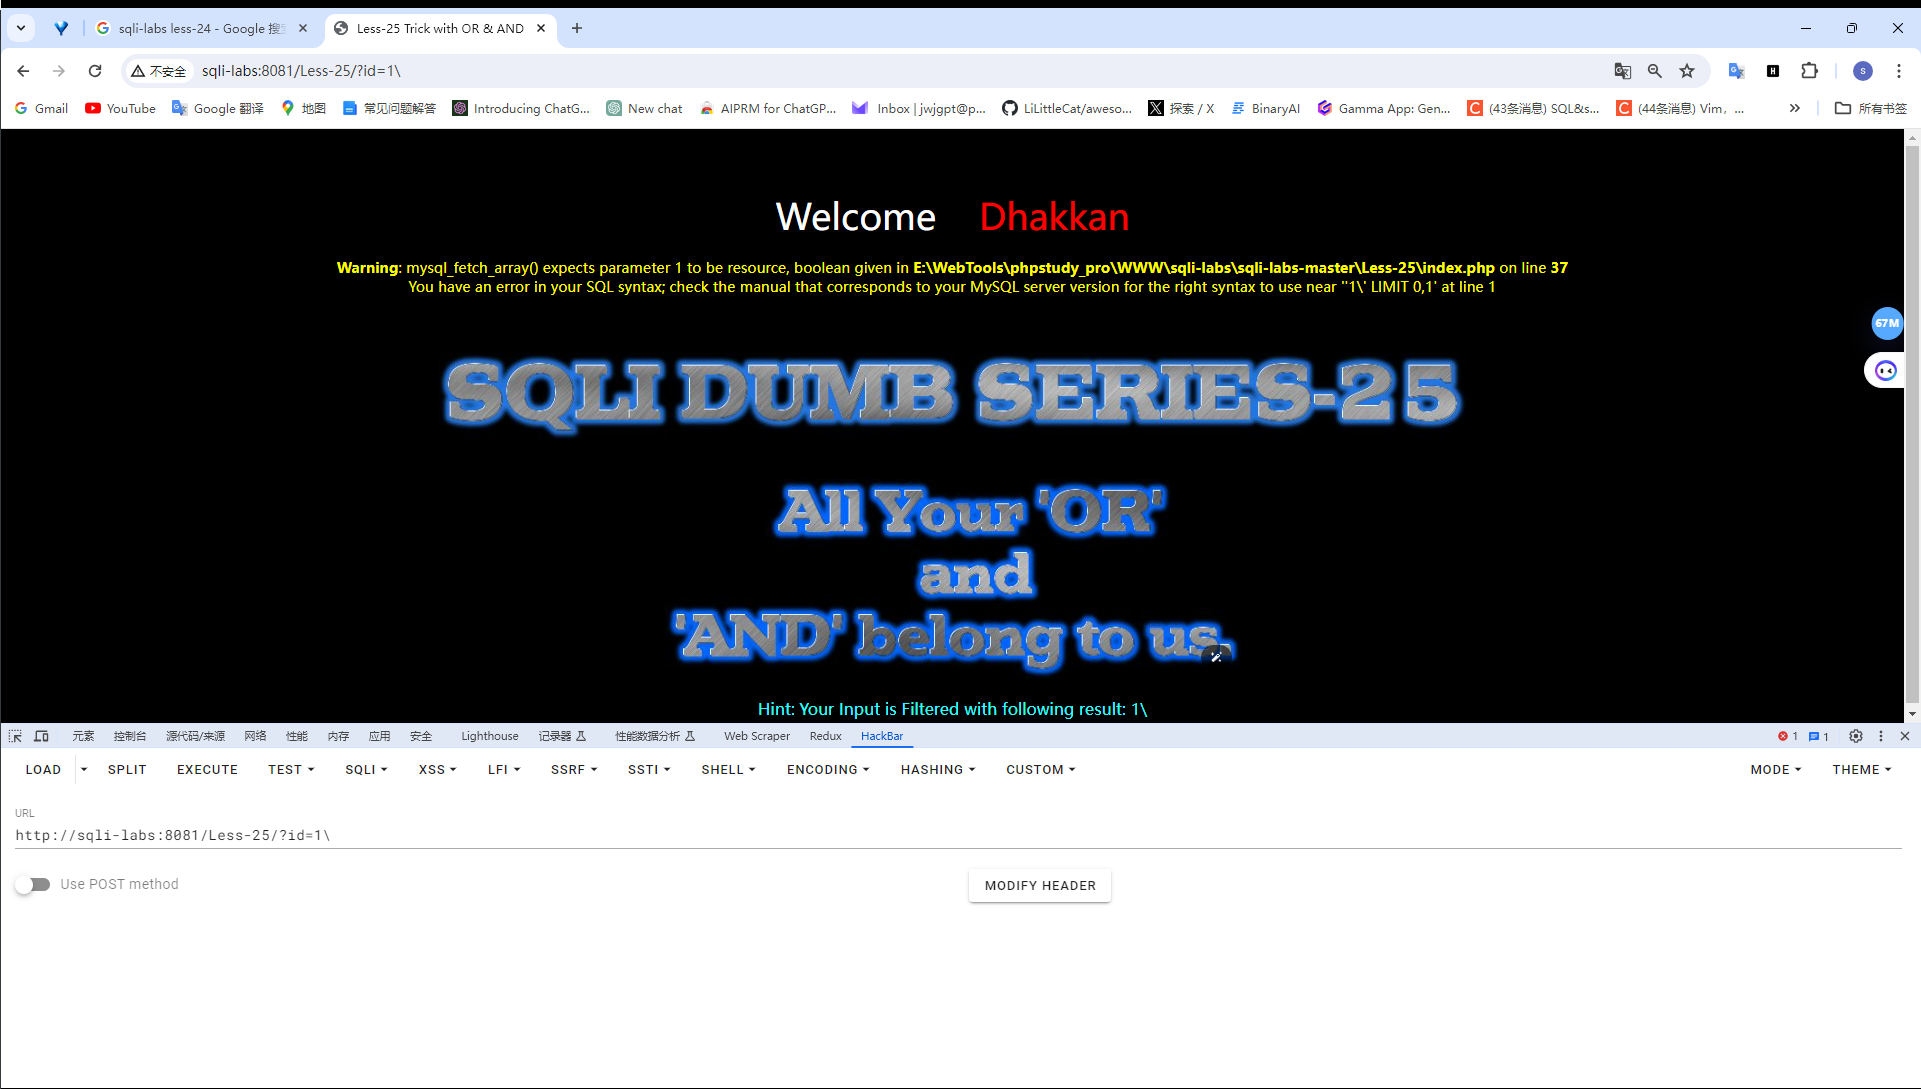 sqli-labs less-24 - Google 搜
Less-25 Trick with OR & AND
不安全
sqli-labs:8081/Less-25/?id=1\
S
Gmail
YouTube
Google 翻译
地图
常见问题解答
Introducing ChatG...
New chat
AIPRM for ChatGP...
Inbox | jwjgpt@p...
LiLittleCat/aweso...
探索 / X
BinaryAI
Gamma App: Gen...
(43条消息) SQL&s...
(44条消息) Vim，...
所有书签
Welcome Dhakkan
Warning: mysql_fetch_array() expects parameter 1 to be resource, boolean given in E:\WebTools\phpstudy_pro\WWW\sqli-labs\sqli-labs-master\Less-25\index.php on line 37
You have an error in your SQL syntax; check the manual that corresponds to your MySQL server version for the right syntax to use near ''1\' LIMIT 0,1' at line 1
67M
SQLI DUMB SERIES-25
All Your 'OR'
and
'AND' belong to us.
Hint: Your Input is Filtered with following result: 1\
元素 控制台 源代码/来源 网络 性能 内存 应用 安全 Lighthouse 记录器 性能数据分析 Web Scraper Redux HackBar 1 1
LOAD SPLIT EXECUTE TEST SQLI XSS LFI SSRF SSTI SHELL ENCODING HASHING CUSTOM MODE THEME
URL
http://sqli-labs:8081/Less-25/?id=1\
Use POST method
MODIFY HEADER